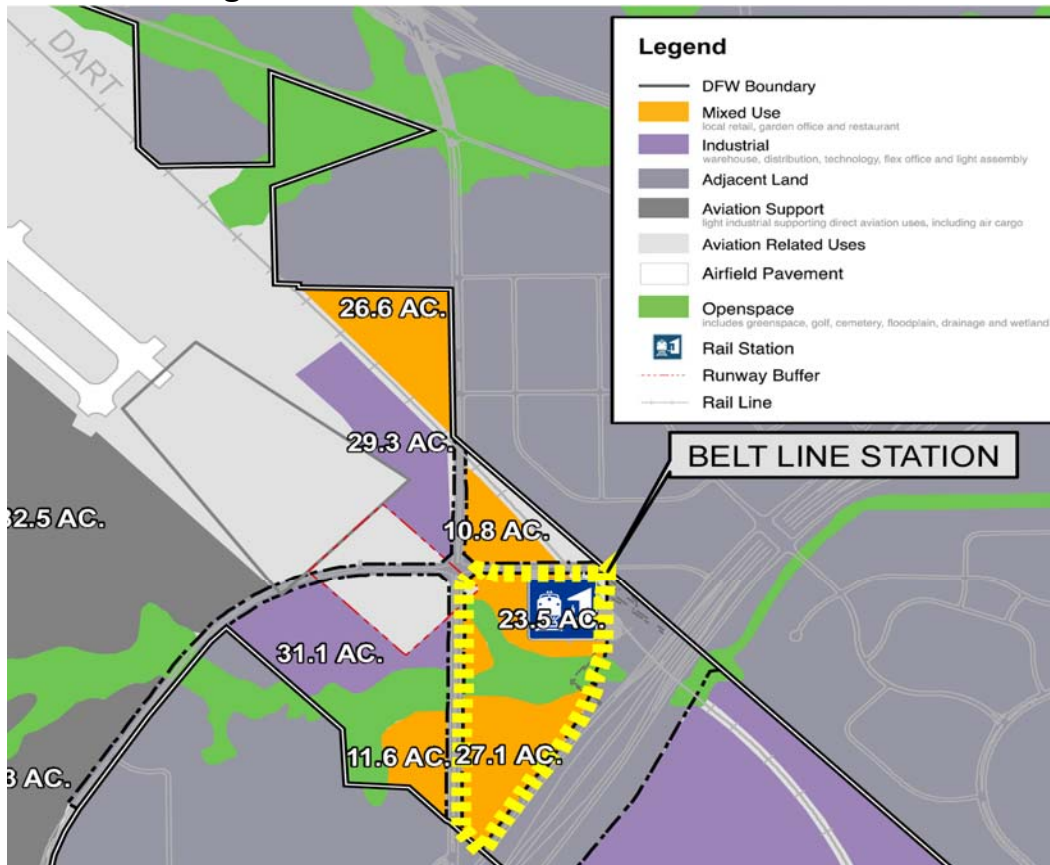 DART
Legend
DFW Boundary
Mixed Use
local retail, garden office and restaurant
Industrial
warehouse, distribution, technology, flex office and light assembly
Adjacent Land
Aviation Support
light industrial supporting direct aviation uses, including air cargo
Aviation Related Uses
Airfield Pavement
Openspace
includes greenspace, golf, cemetery, floodplain, drainage and wetland
Rail Station
Runway Buffer
Rail Line
26.6 AC.
29.3 AC.
BELT LINE STATION
2.5 AC.
10.8 AC.
23.5 AC.
31.1 AC.
11.6 AC.
27.1 AC.
AC.